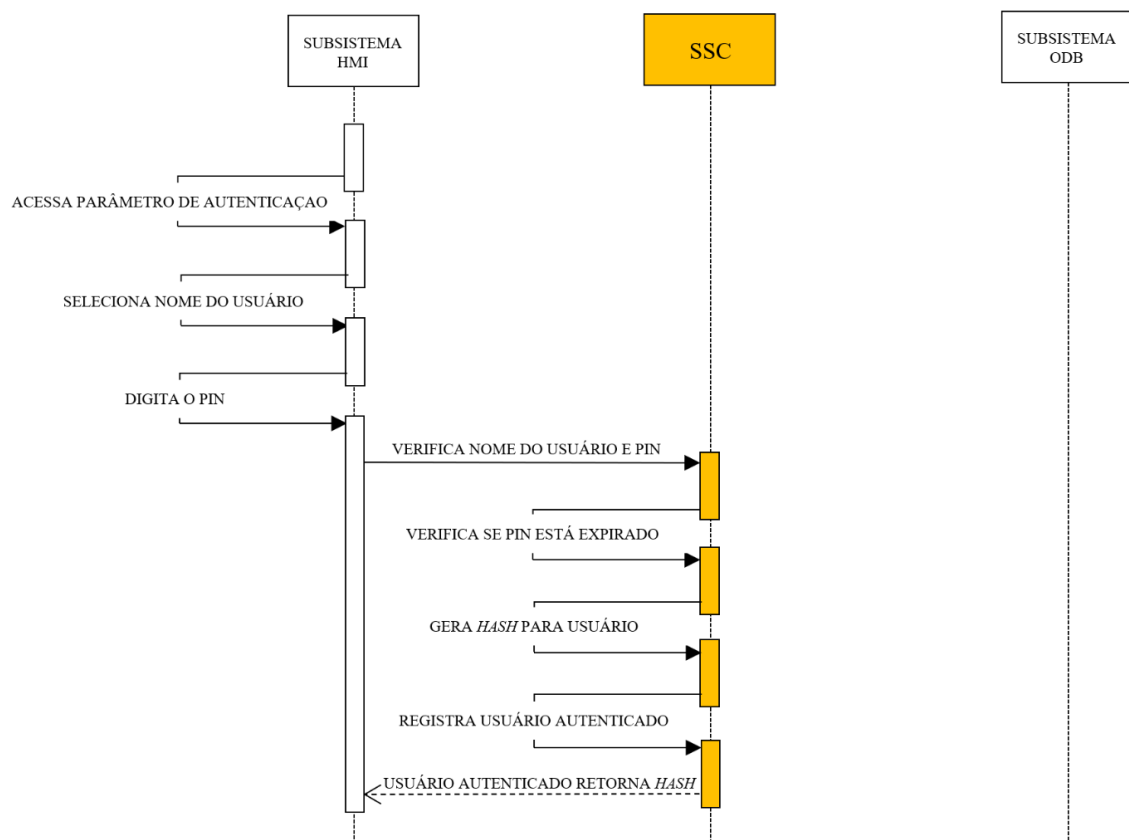 SUBSISTEMA
HMI
SSC
SUBSISTEMA
ODB
ACESSA PARÂMETRO DE AUTENTICAÇAO
SELECIONA NOME DO USUÁRIO
DIGITA O PIN
VERIFICA NOME DO USUÁRIO E PIN
VERIFICA SE PIN ESTÁ EXPIRADO
GERA HASH PARA USUÁRIO
REGISTRA USUÁRIO AUTENTICADO
USUÁRIO AUTENTICADO RETORNA HASH